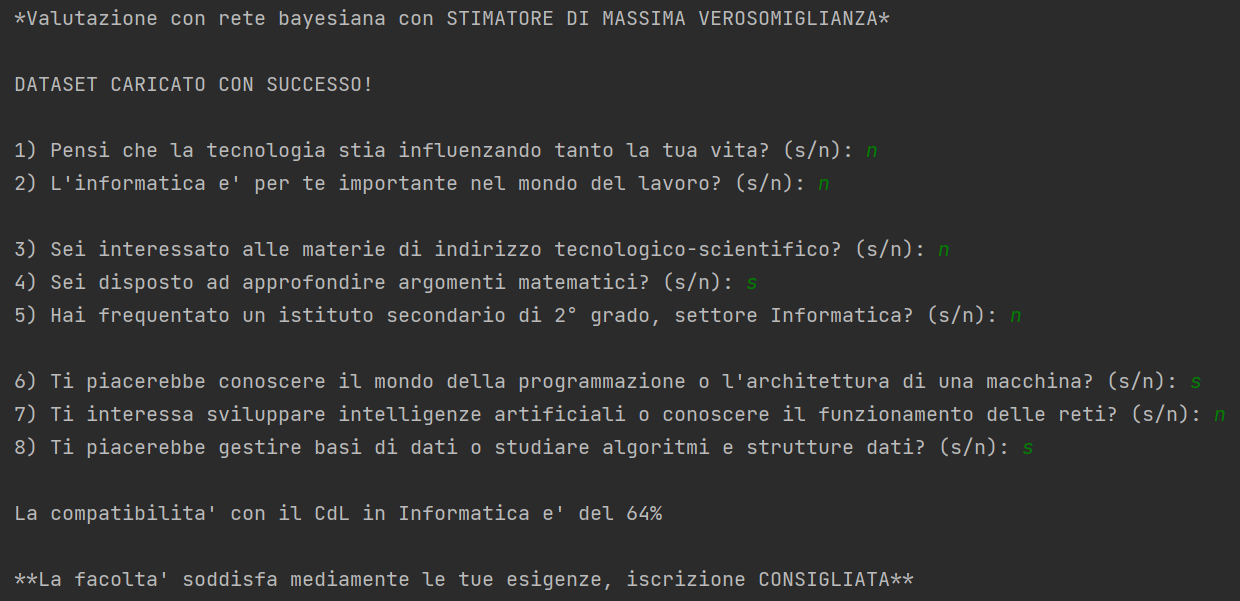 *Valutazione con rete bayesiana con STIMATORE DI MASSIMA VEROSOMIGLIANZA*
DATASET CARICATO CON SUCCESSO!
1) Pensi che la tecnologia stia influenzando tanto la tua vita? (s/n): n
2) L'informatica e' per te importante nel mondo del lavoro? (s/n): n
3) Sei interessato alle materie di indirizzo tecnologico-scientifico? (s/n): n
4) Sei disposto ad approfondire argomenti matematici? (s/n): s
5) Hai frequentato un istituto secondario di 2° grado, settore Informatica? (s/n): n
6) Ti piacerebbe conoscere il mondo della programmazione o l'architettura di una macchina? (s/n): s
7) Ti interessa sviluppare intelligenze artificiali o conoscere il funzionamento delle reti? (s/n): n
8) Ti piacerebbe gestire basi di dati o studiare algoritmi e strutture dati? (s/n): s
La compatibilita' con il CdL in Informatica e' del 64%
**La facolta' soddisfa mediamente le tue esigenze, iscrizione CONSIGLIATA**